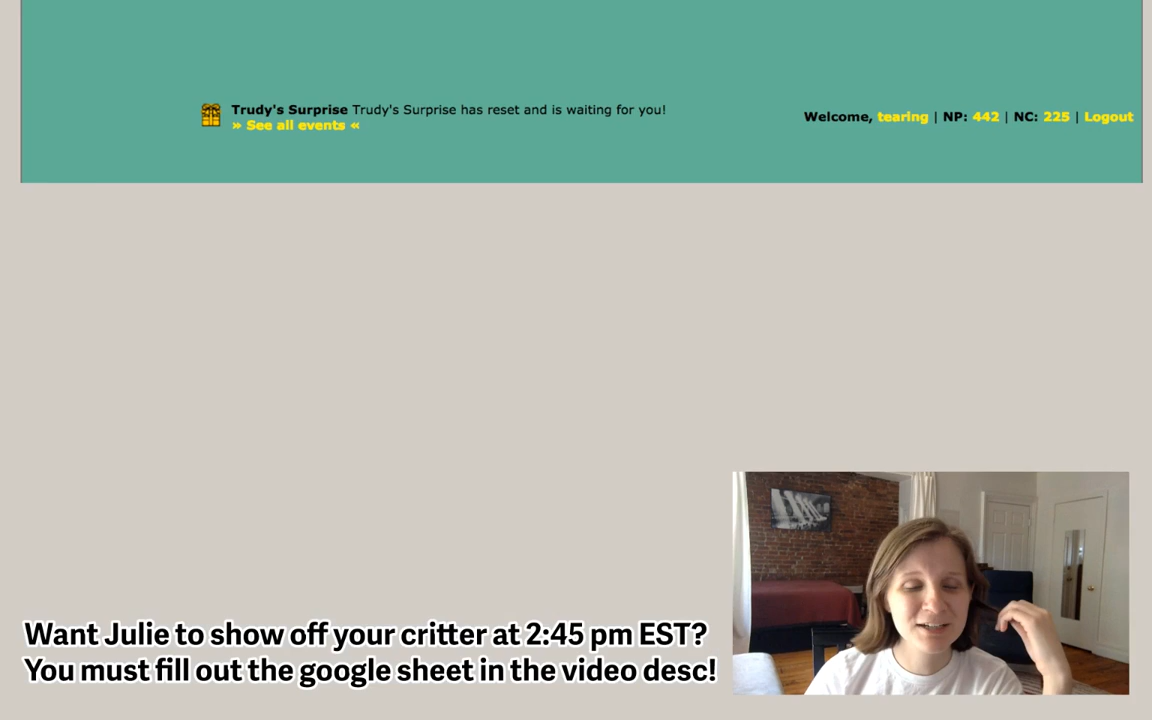 Trudy's Surprise Trudy's Surprise has reset and is waiting for you!
» See all events «
Welcome, tearing | NP: 442 | NC: 225 | Logout
Want Julie to show off your critter at 2:45 pm EST?
You must fill out the google sheet in the video desc!